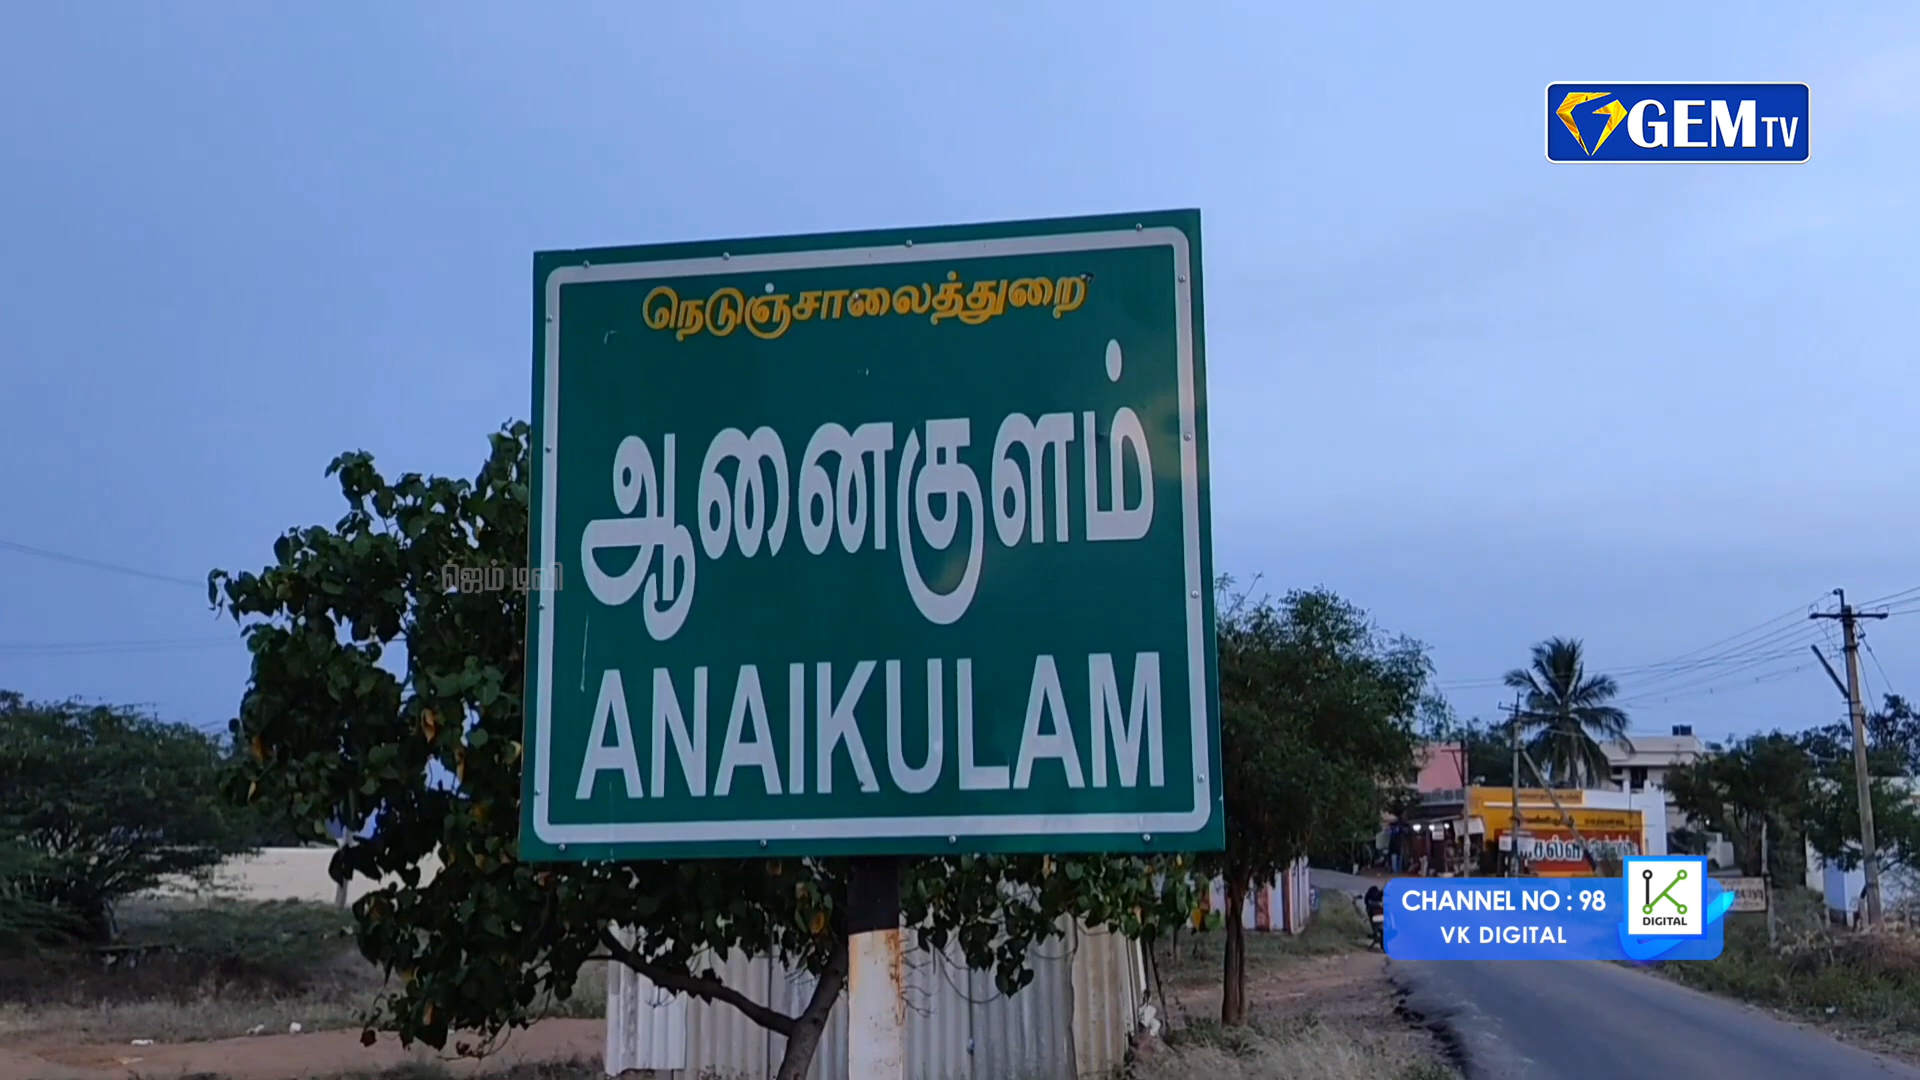 GEM TV
நெடுஞ்சாலைத்துறை
ஆனைகுளம்
ANAIKULAM
ஜெம் டிவி
CHANNEL NO : 98
VK DIGITAL
K
DIGITAL